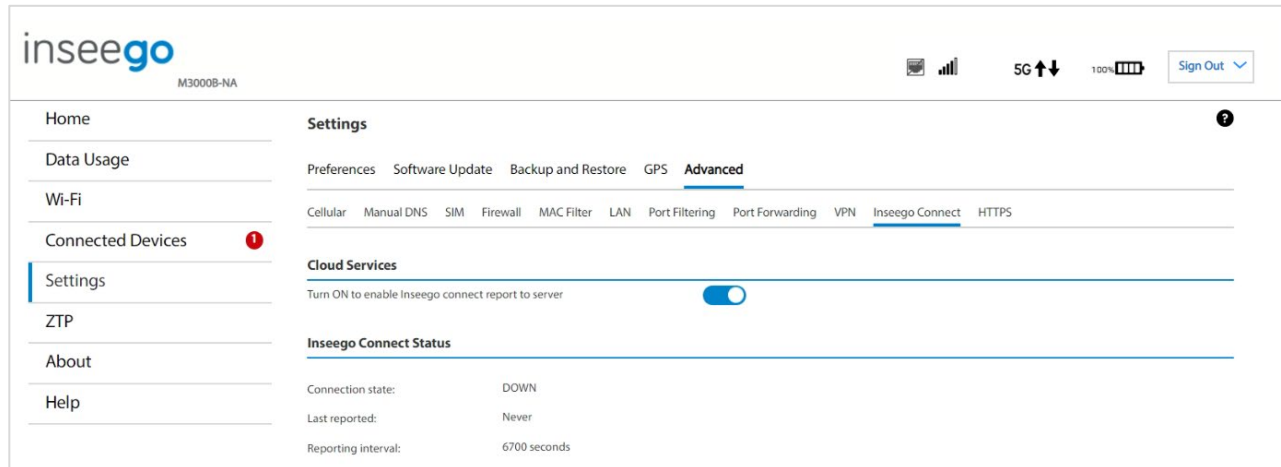 inseego
M3000B-NA
5G
100%
Sign Out
Home
Data Usage
Wi-Fi
Connected Devices 1
Settings
ZTP
About
Help
Settings
?
Preferences Software Update Backup and Restore GPS Advanced
Cellular Manual DNS SIM Firewall MAC Filter LAN Port Filtering Port Forwarding VPN Inseego Connect HTTPS
Cloud Services
Turn ON to enable Inseego connect report to server
Inseego Connect Status
Connection state: DOWN
Last reported: Never
Reporting interval: 6700 seconds